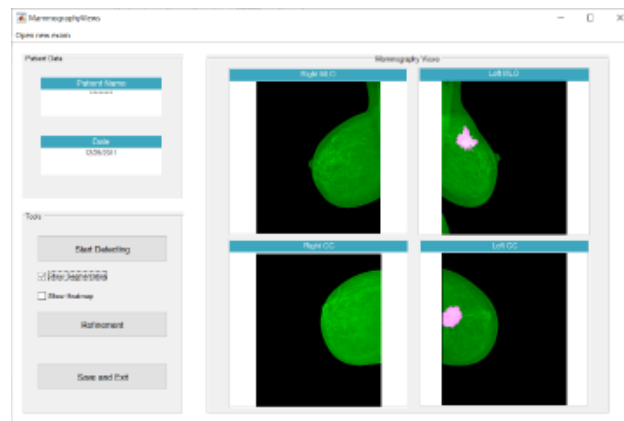 MammographyViews
Open new exam
Patient Data
Patient Name
Date
Tools
Start Detecting
Show Segmentation
Show Heatmap
Refinement
Save and Exit
Mammography Views
Right MLO
Left MLO
Right CC
Left CC